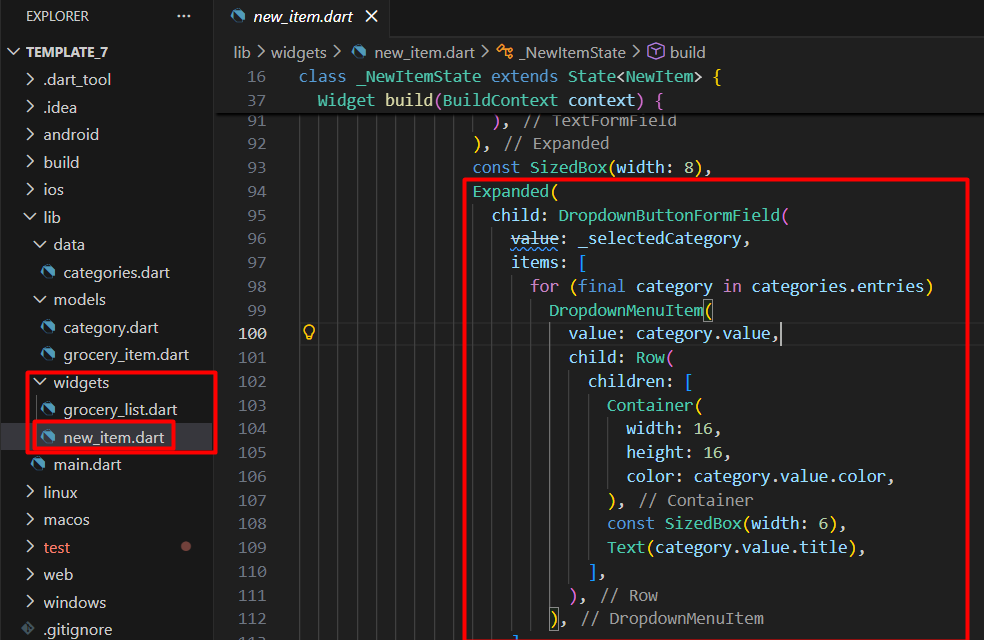 EXPLORER
TEMPLATE_7
.dart_tool
.idea
android
build
ios
lib
data
categories.dart
models
category.dart
grocery_item.dart
widgets
grocery_list.dart
new_item.dart
main.dart
linux
macos
test
web
windows
.gitignore
new_item.dart
lib > widgets > new_item.dart > _NewItemState > build
16 class _NewItemState extends State<NewItem> {
37 Widget build(BuildContext context) {
91 ), // TextFormField
92 ), // Expanded
93 const SizedBox(width: 8),
94 Expanded(
95 child: DropdownButtonFormField(
96 value: _selectedCategory,
97 items: [
98 for (final category in categories.entries)
99 DropdownMenuItem(
100 value: category.value,
101 child: Row(
102 children: [
103 Container(
104 width: 16,
105 height: 16,
106 color: category.value.color,
107 ), // Container
108 const SizedBox(width: 6),
109 Text(category.value.title),
110 ],
111 ), // Row
112 ), // DropdownMenuItem